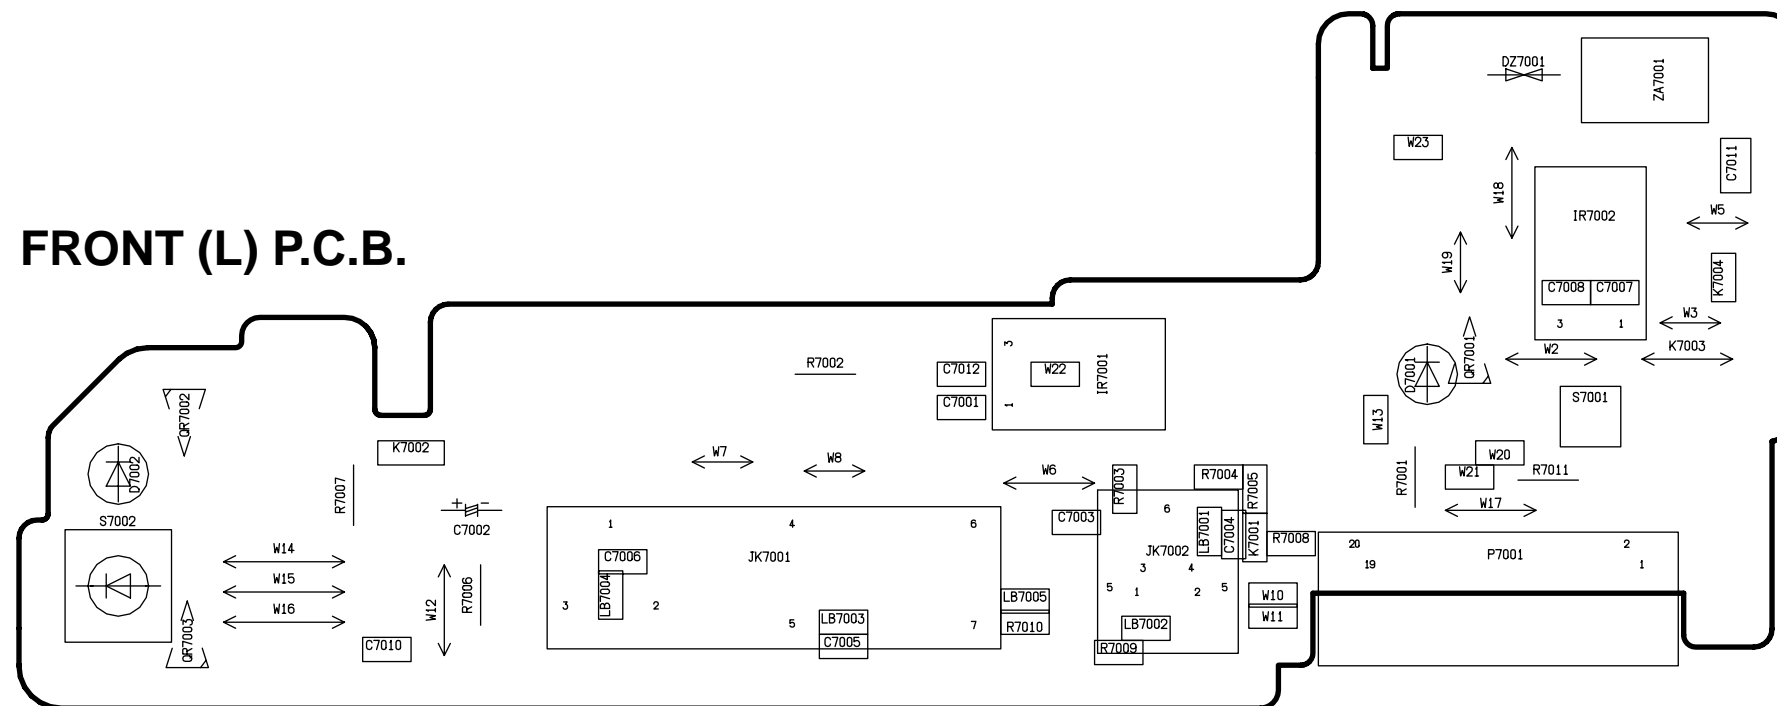 DZ7001
ZA7001
W23
C7011
W18
IR7002
W5
FRONT (L) P.C.B.
W19
K7004
C7008 C7007
3 1
W3
W2
K7003
R7002
C7012
3
W22
IR7001
C7001
1
D7001
QR7001
S7001
W13
QR7002
K7002
D7002
W7
W8
W6
R7003
R7004
R7005
R7001
W20
W21
R7011
W17
R7007
+ -
C7002
S7002
C7003
6
LB7001
C7004
K7001
R7008
1 4 6
JK7001
C7006
JK7002
20 2
P7001
19 1
W14
W15
W16
W12
R7006
LB7004
3 2
5 7
LB7003
C7005
LB7005
R7010
3 4
5 1 2 5
LB7002
R7009
W10
W11
QR7003
C7010